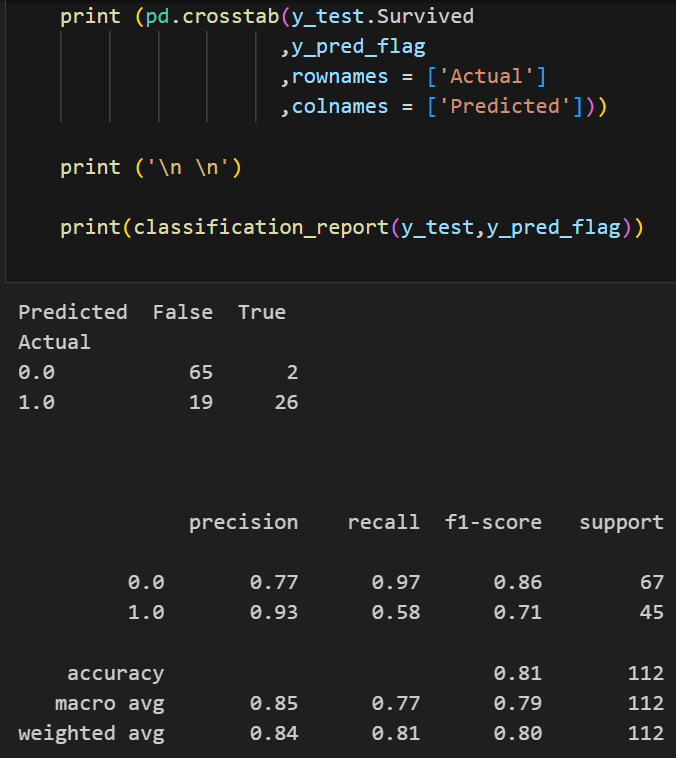 print (pd.crosstab(y_test.Survived
,y_pred_flag
,rownames = ['Actual']
,colnames = ['Predicted']))
print ('\n \n')
print(classification_report(y_test,y_pred_flag))
Predicted False True
Actual
0.0 65 2
1.0 19 26
precision recall f1-score support
0.0 0.77 0.97 0.86 67
1.0 0.93 0.58 0.71 45
accuracy 0.81 112
macro avg 0.85 0.77 0.79 112
weighted avg 0.84 0.81 0.80 112